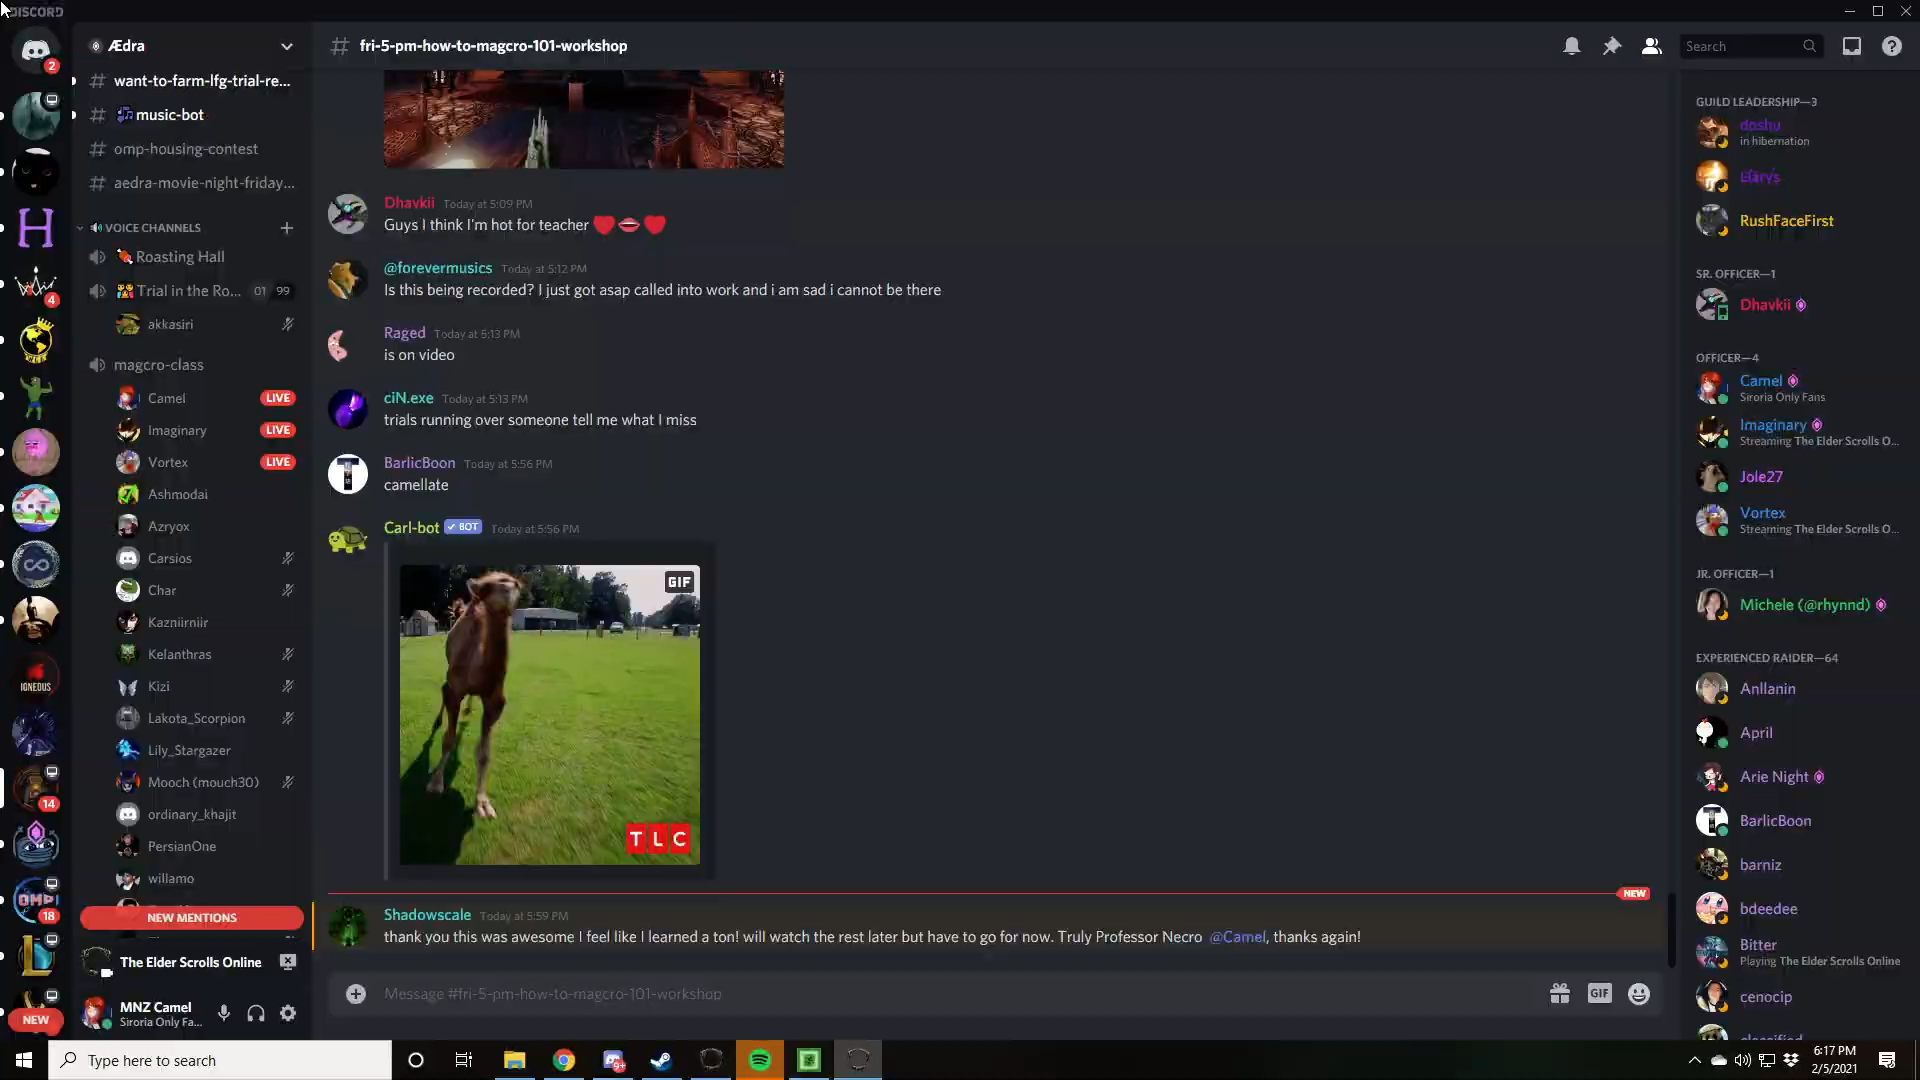 DISCORD
2
4
IGNEOUS
14
OMP!
18
NEW
Ædra
want-to-farm-lfg-trial-re...
music-bot
omp-housing-contest
aedra-movie-night-friday...
VOICE CHANNELS
Roasting Hall
Trial in the Ro... 01 99
akkasiri
magcro-class
Camel LIVE
Imaginary LIVE
Vortex LIVE
Ashmodai
Azryox
Carsios
Char
Kazniirniir
Kelanthras
Kizi
Lakota_Scorpion
Lily_Stargazer
Mooch (mouch30)
ordinary_khajit
PersianOne
willamo
NEW MENTIONS
The Elder Scrolls Online
MNZ Camel
Siroria Only Fa...
fri-5-pm-how-to-magcro-101-workshop
Search
Dhavkii Today at 5:09 PM
Guys I think I'm hot for teacher
@forevermusics Today at 5:12 PM
Is this being recorded? I just got asap called into work and i am sad i cannot be there
Raged Today at 5:13 PM
is on video
ciN.exe Today at 5:13 PM
trials running over someone tell me what I miss
BarlicBoon Today at 5:56 PM
camellate
Carl-bot BOT Today at 5:56 PM
GIF
TLC
NEW
Shadowscale Today at 5:59 PM
thank you this was awesome I feel like I learned a ton! will watch the rest later but have to go for now. Truly Professor Necro @Camel, thanks again!
Message #fri-5-pm-how-to-magcro-101-workshop
GIF
GUILD LEADERSHIP—3
doshu
in hibernation
Elarys
RushFaceFirst
SR. OFFICER—1
Dhavkii
OFFICER—4
Camel
Siroria Only Fans
Imaginary
Streaming The Elder Scrolls O...
Jole27
Vortex
Streaming The Elder Scrolls O...
JR. OFFICER—1
Michele (@rhynnd)
EXPERIENCED RAIDER—64
Anllanin
April
Arie Night
BarlicBoon
barniz
bdeedee
Bitter
Playing The Elder Scrolls Online
cenocip
Type here to search
9+
6:17 PM
2/5/2021